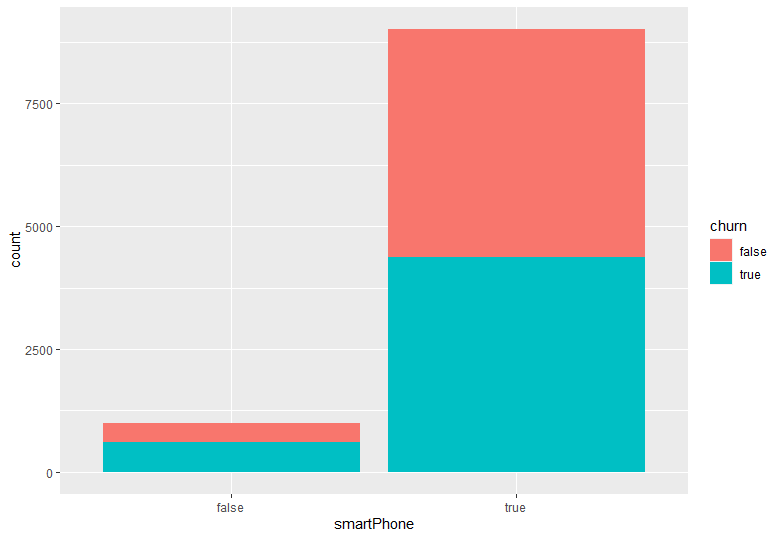 count
7500
5000
2500
0
false
true
smartPhone
churn
false
true